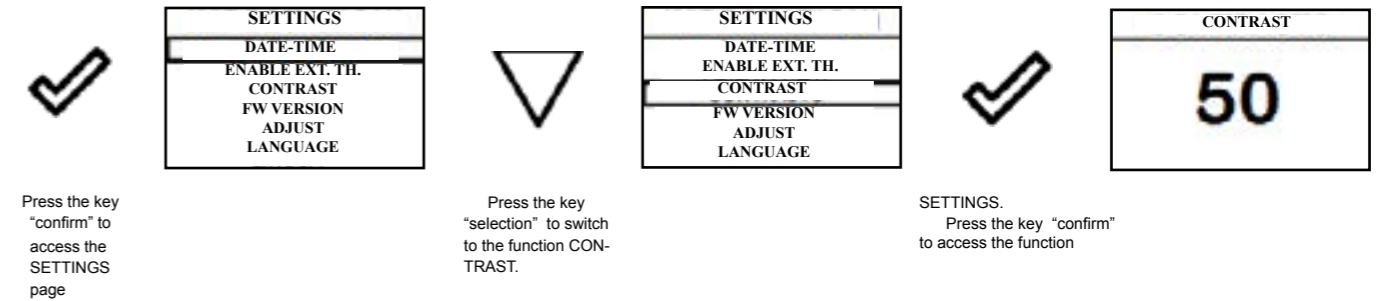 SETTINGS
DATE-TIME
ENABLE EXT. TH.
CONTRAST
FW VERSION
ADJUST
LANGUAGE
SETTINGS
DATE-TIME
ENABLE EXT. TH.
CONTRAST
FW VERSION
ADJUST
LANGUAGE
CONTRAST
50
Press the key
“confirm” to
access the
SETTINGS
page
Press the key
“selection” to switch
to the function CON-
TRAST.
SETTINGS.
Press the key “confirm”
to access the function